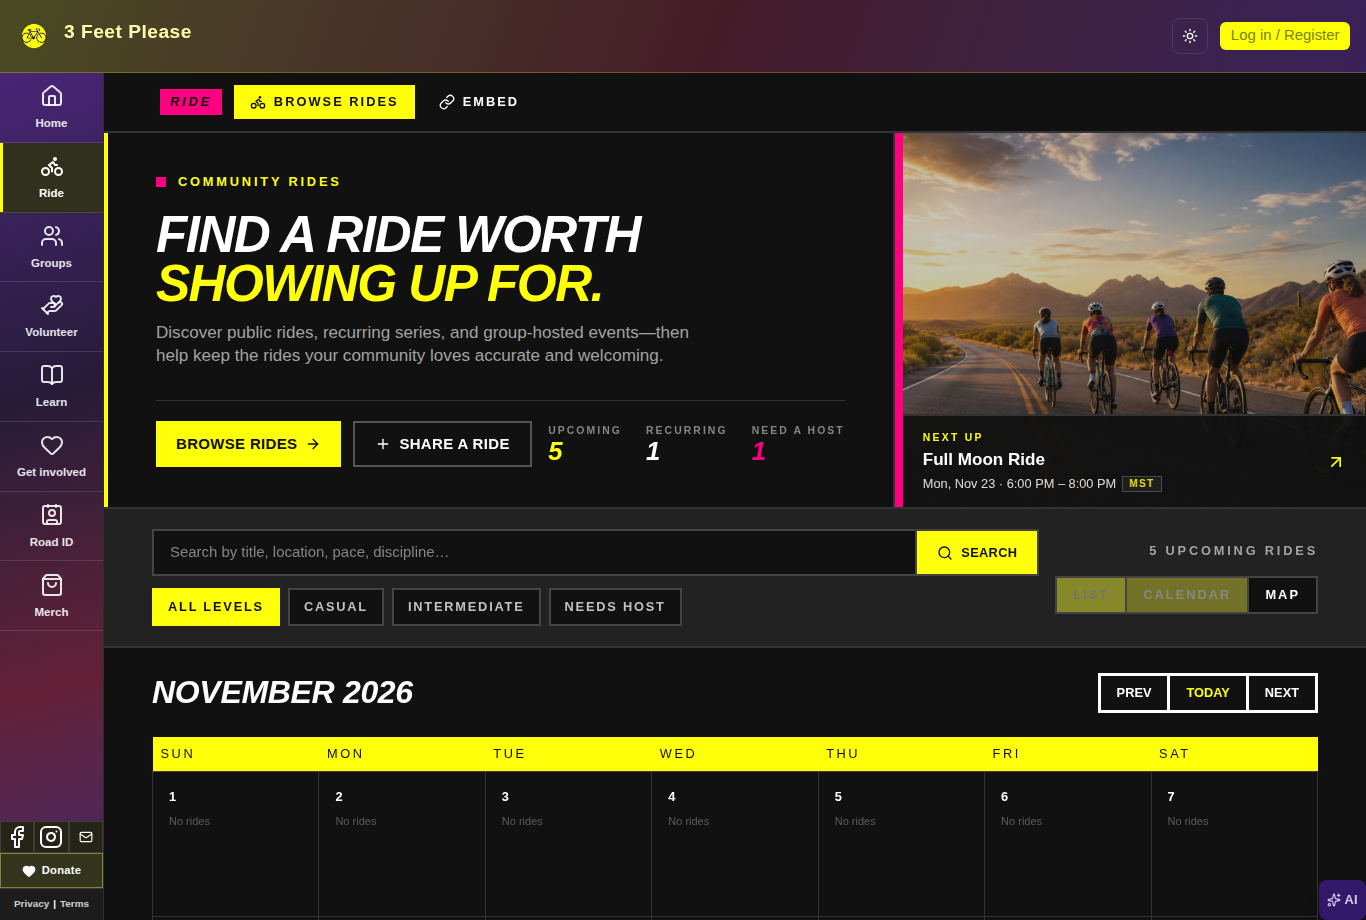 3 Feet Please
Log in / Register
Home
Ride
Groups
Volunteer
Learn
Get involved
Road ID
Merch
Donate
Privacy | Terms
RIDE
BROWSE RIDES
EMBED
COMMUNITY RIDES
FIND A RIDE WORTH
SHOWING UP FOR.
Discover public rides, recurring series, and group-hosted events—then
help keep the rides your community loves accurate and welcoming.
BROWSE RIDES
SHARE A RIDE
UPCOMING
5
RECURRING
1
NEED A HOST
1
NEXT UP
Full Moon Ride
Mon, Nov 23 · 6:00 PM – 8:00 PM MST
Search by title, location, pace, discipline…
SEARCH
5 UPCOMING RIDES
ALL LEVELS
CASUAL
INTERMEDIATE
NEEDS HOST
LIST
CALENDAR
MAP
NOVEMBER 2026
PREV
TODAY
NEXT
SUN MON TUE WED THU FRI SAT
1 2 3 4 5 6 7
No rides No rides No rides No rides No rides No rides No rides
AI